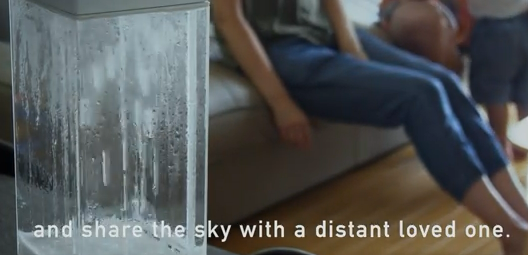 and share the sky with a distant loved one.